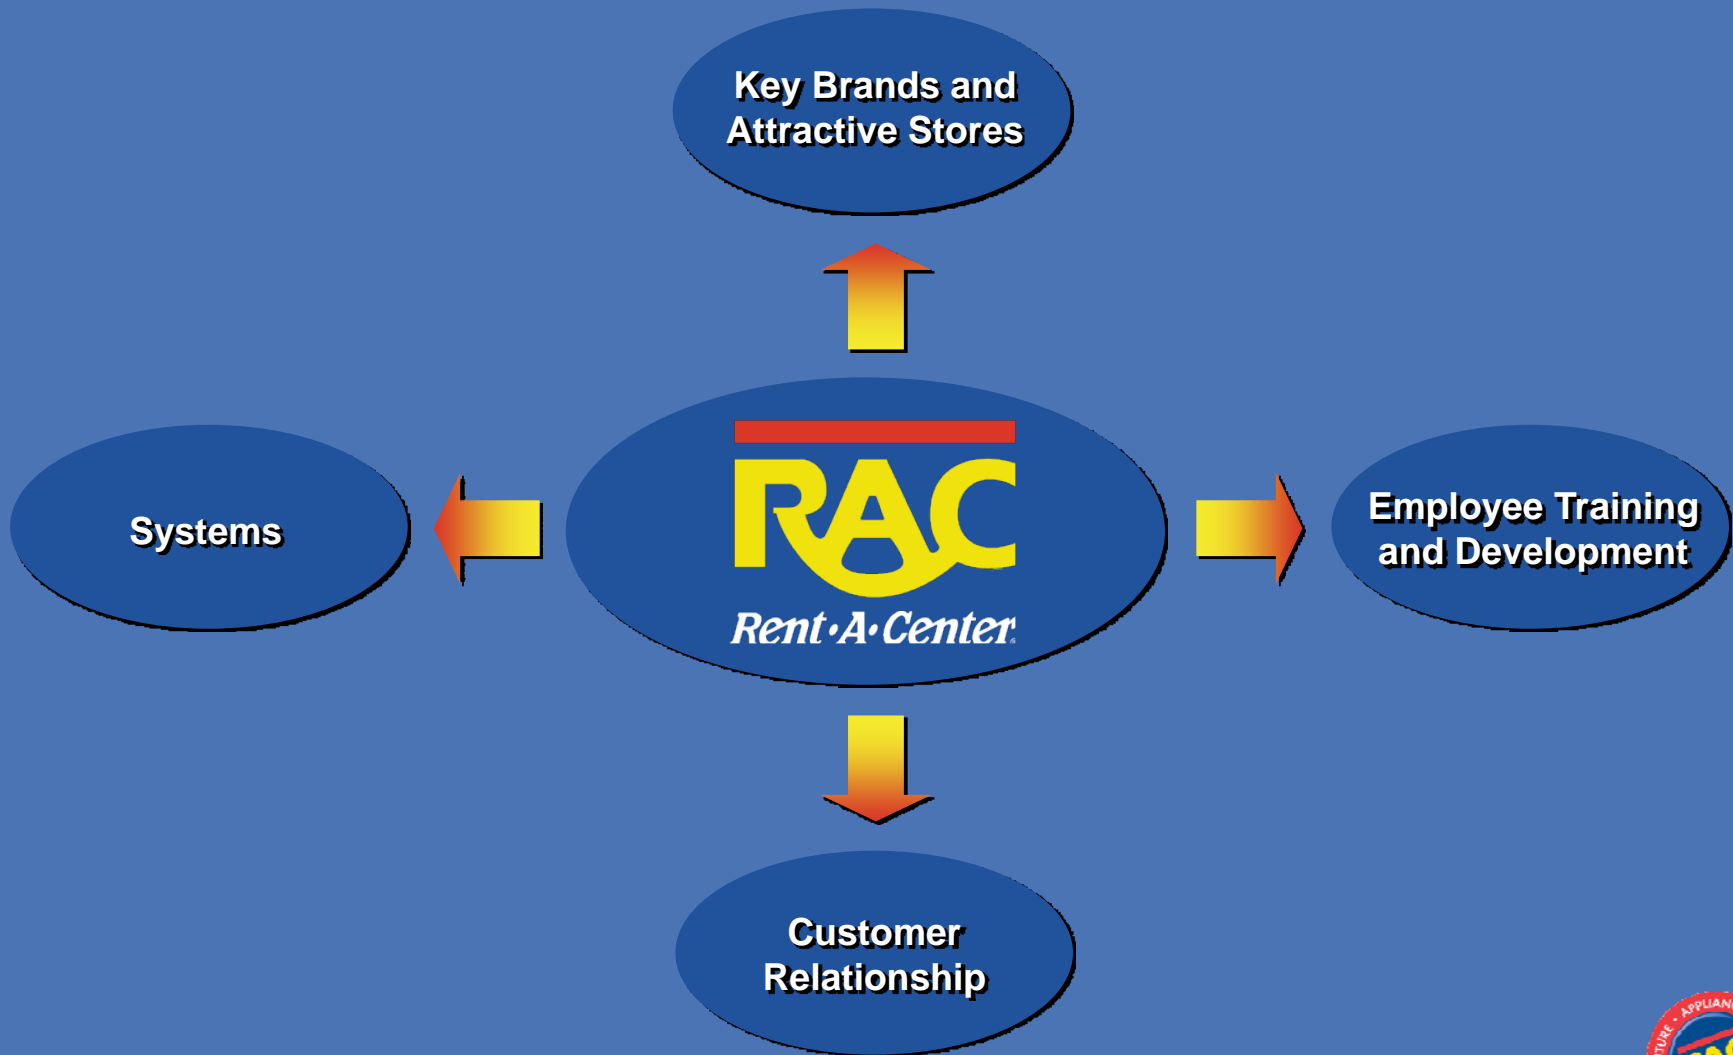 Key Brands and
Attractive Stores
Systems
RAC
Rent·A·Center
Employee Training
and Development
Customer
Relationship